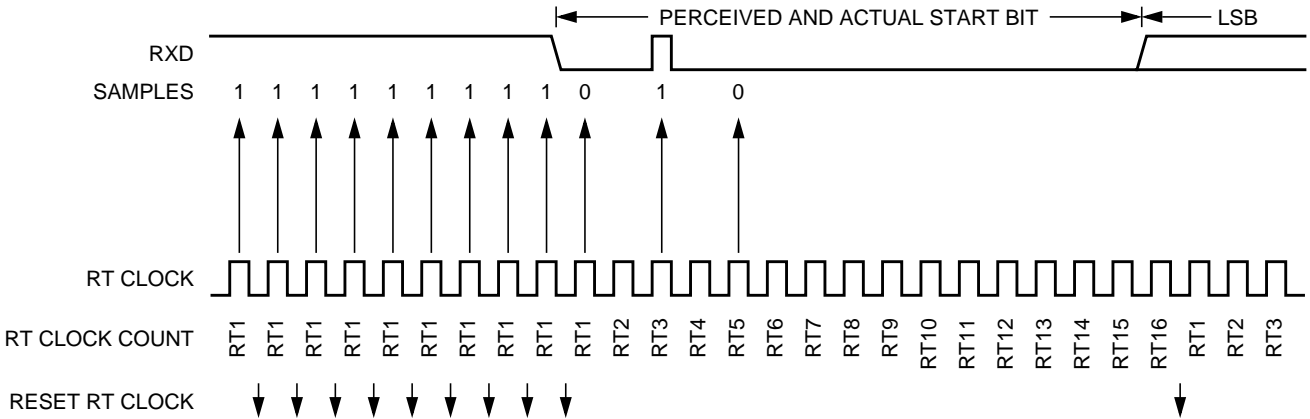 PERCEIVED AND ACTUAL START BIT LSB
RXD
SAMPLES 1 1 1 1 1 1 1 1 1 0 1 0
RT CLOCK
RT CLOCK COUNT RT1 RT1 RT1 RT1 RT1 RT1 RT1 RT1 RT1 RT1 RT2 RT3 RT4 RT5 RT6 RT7 RT8 RT9 RT10 RT11 RT12 RT13 RT14 RT15 RT16 RT1 RT2 RT3
RESET RT CLOCK